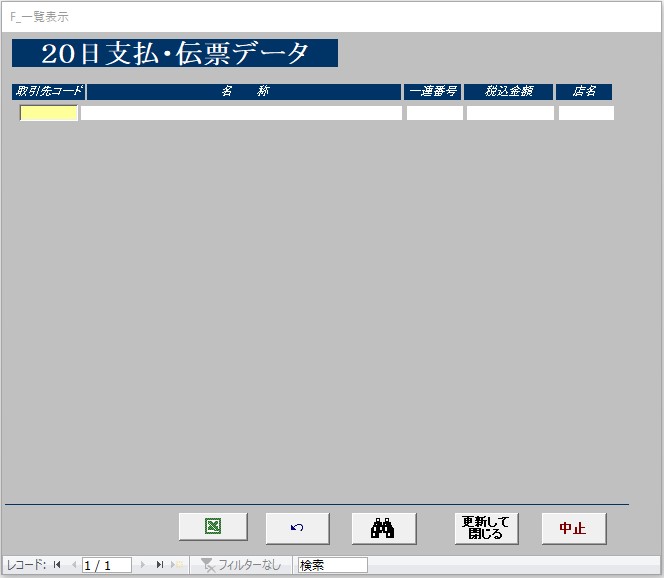 F_一覧表示
20日支払・伝票データ
取引先コード 名　　称 一連番号 税込金額 店名
更新して
閉じる
中止
レコード: 1 / 1 フィルターなし 検索